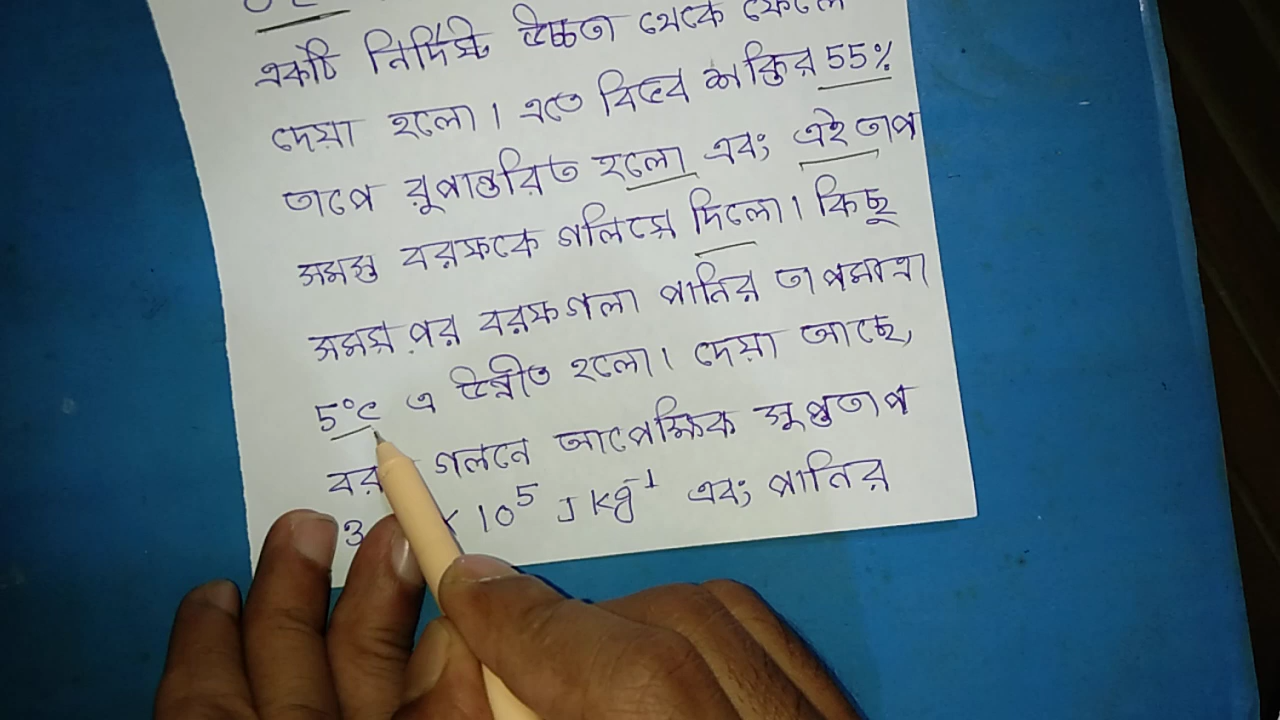 একটি নির্দিষ্ট উচ্চতা থেকে ফেলে
দেয়া হলো। এতে বিভব শক্তির 55%
তাপে রূপান্তরিত হলো এবং এই তাপ
সমস্ত বরফকে গলিয়ে দিলো। কিছু
সময় পর বরফগলা পানির তাপমাত্রা
5°C এ উন্নীত হলো। দেয়া আছে,
গলনে আপেক্ষিক সুপ্ততাপ
3 × 10⁵ J kg⁻¹ এবং পানির